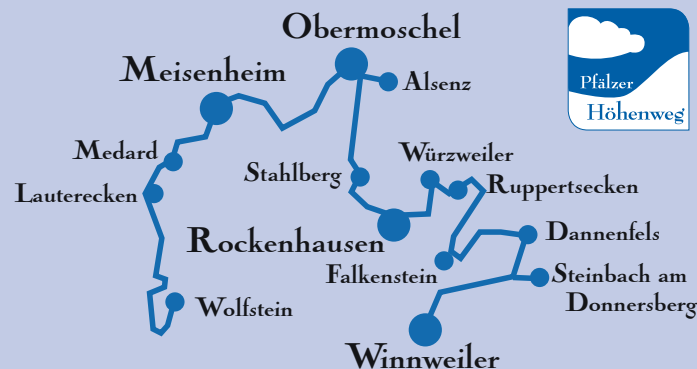 Obermoschel
Meisenheim
Alsenz
Pfälzer
Höhenweg
Medard
Stahlberg
Würzweiler
Lauterecken
Ruppertsecken
Rockenhausen
Dannenfels
Falkenstein
Steinbach am
Donnersberg
Wolfstein
Winnweiler